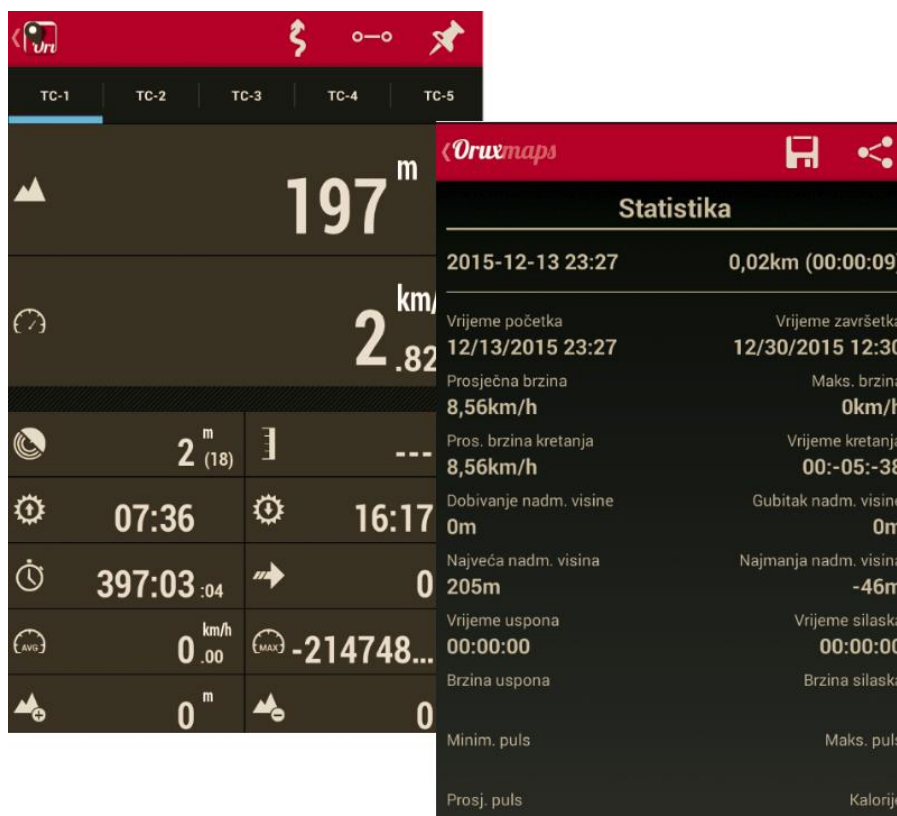 Uri
TC-1 TC-2 TC-3 TC-4 TC-5
197 m
2.82 km/
2 m (18) ---
07:36 16:17
397:03 :04 0
AVG 0.00 km/h MAX -214748...
0 m 0
Oruxmaps
Statistika
2015-12-13 23:27 0,02km (00:00:09)
Vrijeme početka Vrijeme završetka
12/13/2015 23:27 12/30/2015 12:30
Prosječna brzina Maks. brzina
8,56km/h 0km/h
Pros. brzina kretanja Vrijeme kretanja
8,56km/h 00:-05:-38
Dobivanje nadm. visine Gubitak nadm. visine
0m 0m
Najveća nadm. visina Najmanja nadm. visina
205m -46m
Vrijeme uspona Vrijeme silaska
00:00:00 00:00:00
Brzina uspona Brzina silaska
Minim. puls Maks. puls
Prosj. puls Kalorije